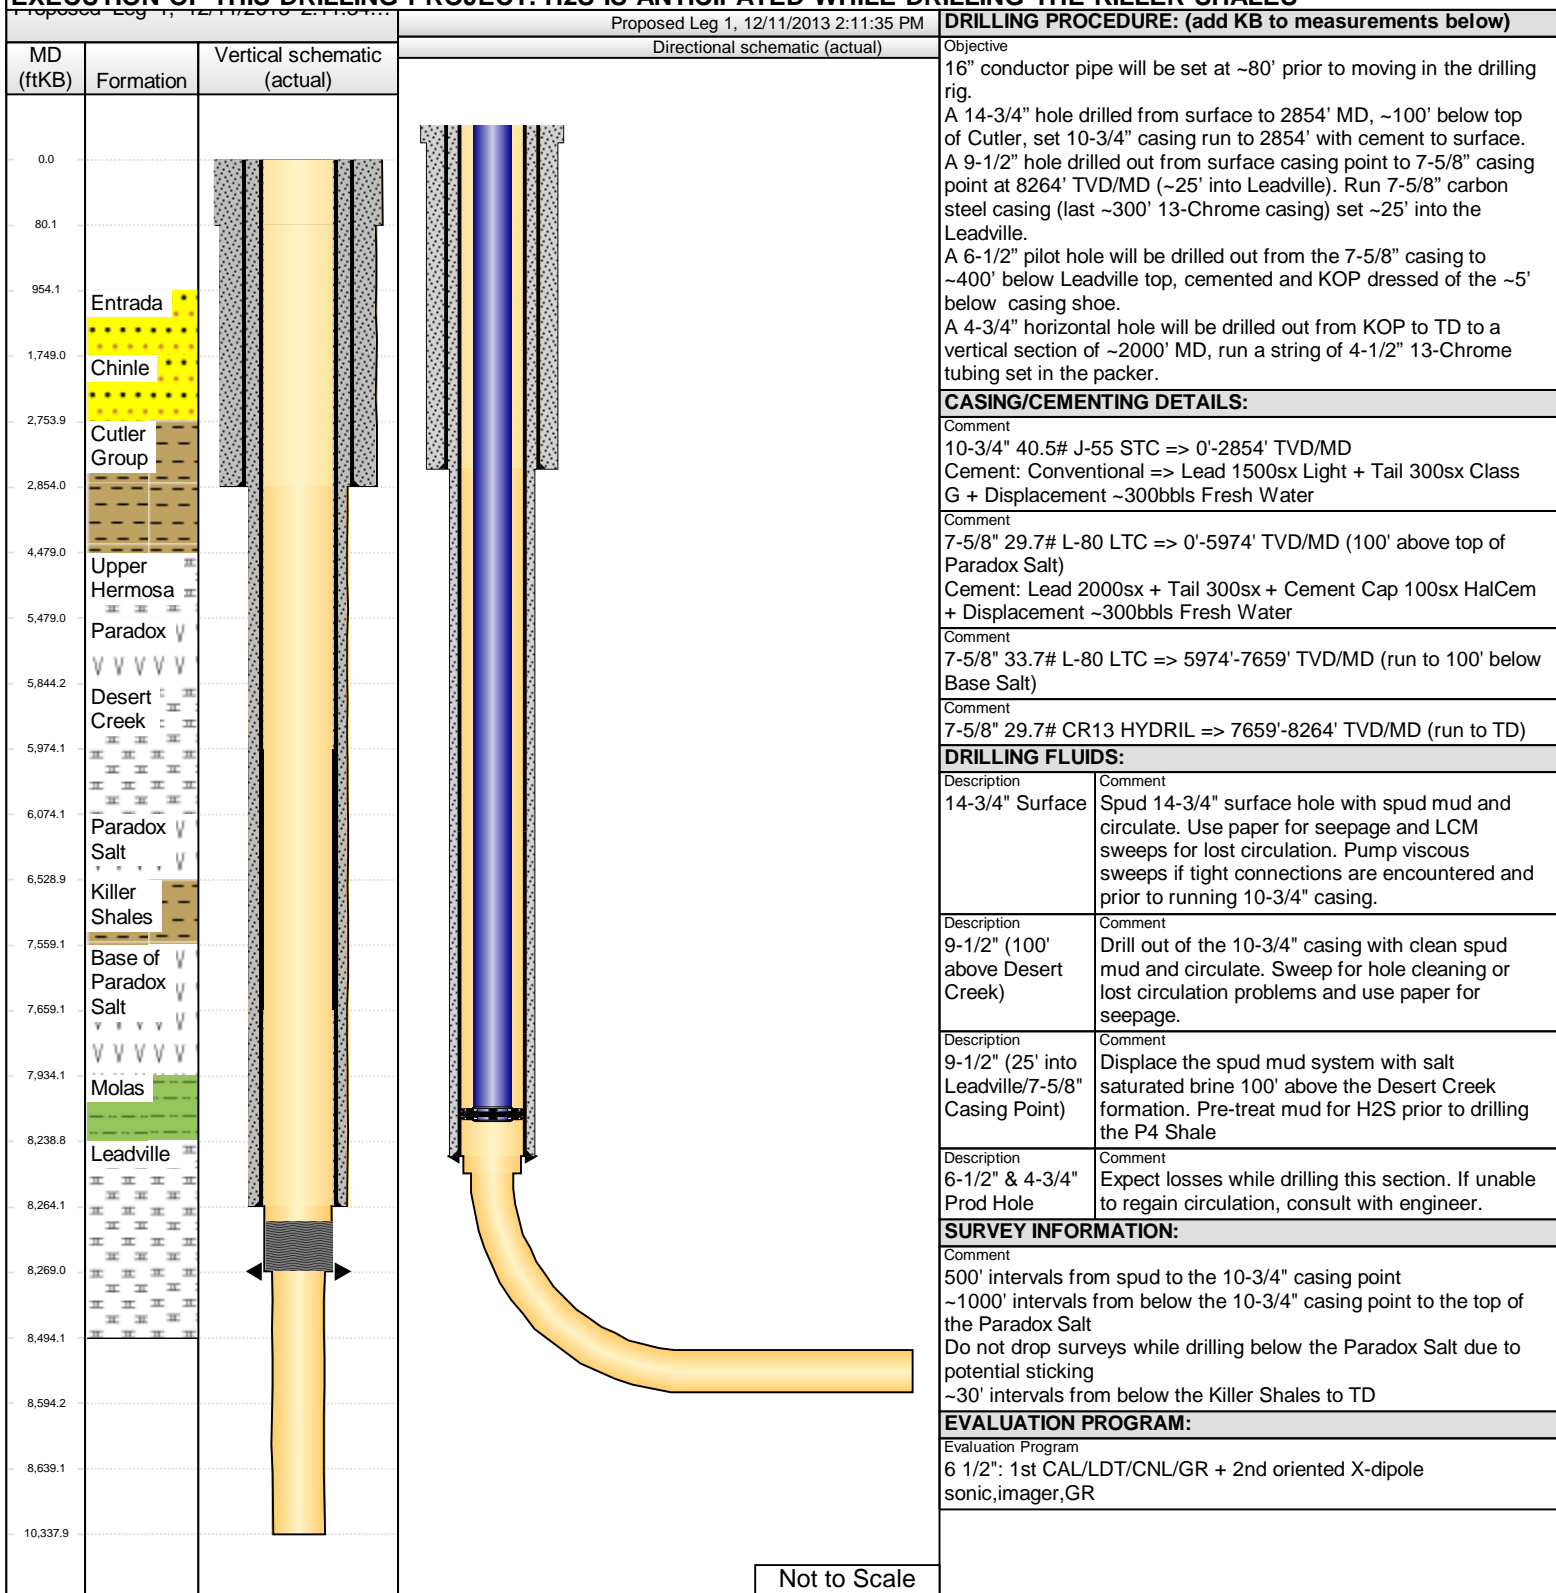 EXECUTION OF THIS DRILLING PROJECT. H2S IS ANTICIPATED WHILE DRILLING THE KILLER SHALES
Proposed Leg 1, 12/11/2013 2:11:34...
Proposed Leg 1, 12/11/2013 2:11:35 PM
MD
(ftKB)
Formation
Vertical schematic
(actual)
Directional schematic (actual)
0.0
80.1
954.1
Entrada
1,749.0
Chinle
2,753.9
Cutler
Group
2,854.0
4,479.0
Upper
Hermosa
5,479.0
Paradox
5,844.2
Desert
Creek
5,974.1
6,074.1
Paradox
Salt
6,528.9
Killer
Shales
7,559.1
Base of
Paradox
Salt
7,659.1
7,934.1
Molas
8,238.8
Leadville
8,264.1
8,269.0
8,494.1
8,594.2
8,639.1
10,337.9
Not to Scale
DRILLING PROCEDURE: (add KB to measurements below)
Objective
16” conductor pipe will be set at ~80’ prior to moving in the drilling
rig.
A 14-3/4” hole drilled from surface to 2854’ MD, ~100’ below top
of Cutler, set 10-3/4” casing run to 2854’ with cement to surface.
A 9-1/2” hole drilled out from surface casing point to 7-5/8” casing
point at 8264’ TVD/MD (~25’ into Leadville). Run 7-5/8” carbon
steel casing (last ~300’ 13-Chrome casing) set ~25’ into the
Leadville.
A 6-1/2” pilot hole will be drilled out from the 7-5/8” casing to
~400’ below Leadville top, cemented and KOP dressed of the ~5’
below casing shoe.
A 4-3/4” horizontal hole will be drilled out from KOP to TD to a
vertical section of ~2000’ MD, run a string of 4-1/2” 13-Chrome
tubing set in the packer.
CASING/CEMENTING DETAILS:
Comment
10-3/4" 40.5# J-55 STC => 0'-2854' TVD/MD
Cement: Conventional => Lead 1500sx Light + Tail 300sx Class
G + Displacement ~300bbls Fresh Water
Comment
7-5/8" 29.7# L-80 LTC => 0'-5974' TVD/MD (100' above top of
Paradox Salt)
Cement: Lead 2000sx + Tail 300sx + Cement Cap 100sx HalCem
+ Displacement ~300bbls Fresh Water
Comment
7-5/8" 33.7# L-80 LTC => 5974'-7659' TVD/MD (run to 100' below
Base Salt)
Comment
7-5/8" 29.7# CR13 HYDRIL => 7659'-8264' TVD/MD (run to TD)
DRILLING FLUIDS:
Description
14-3/4" Surface
Comment
Spud 14-3/4" surface hole with spud mud and
circulate. Use paper for seepage and LCM
sweeps for lost circulation. Pump viscous
sweeps if tight connections are encountered and
prior to running 10-3/4" casing.
Description
9-1/2" (100'
above Desert
Creek)
Comment
Drill out of the 10-3/4" casing with clean spud
mud and circulate. Sweep for hole cleaning or
lost circulation problems and use paper for
seepage.
Description
9-1/2" (25' into
Leadville/7-5/8"
Casing Point)
Comment
Displace the spud mud system with salt
saturated brine 100' above the Desert Creek
formation. Pre-treat mud for H2S prior to drilling
the P4 Shale
Description
6-1/2" & 4-3/4"
Prod Hole
Comment
Expect losses while drilling this section. If unable
to regain circulation, consult with engineer.
SURVEY INFORMATION:
Comment
500' intervals from spud to the 10-3/4" casing point
~1000' intervals from below the 10-3/4" casing point to the top of
the Paradox Salt
Do not drop surveys while drilling below the Paradox Salt due to
potential sticking
~30' intervals from below the Killer Shales to TD
EVALUATION PROGRAM:
Evaluation Program
6 1/2": 1st CAL/LDT/CNL/GR + 2nd oriented X-dipole
sonic,imager,GR